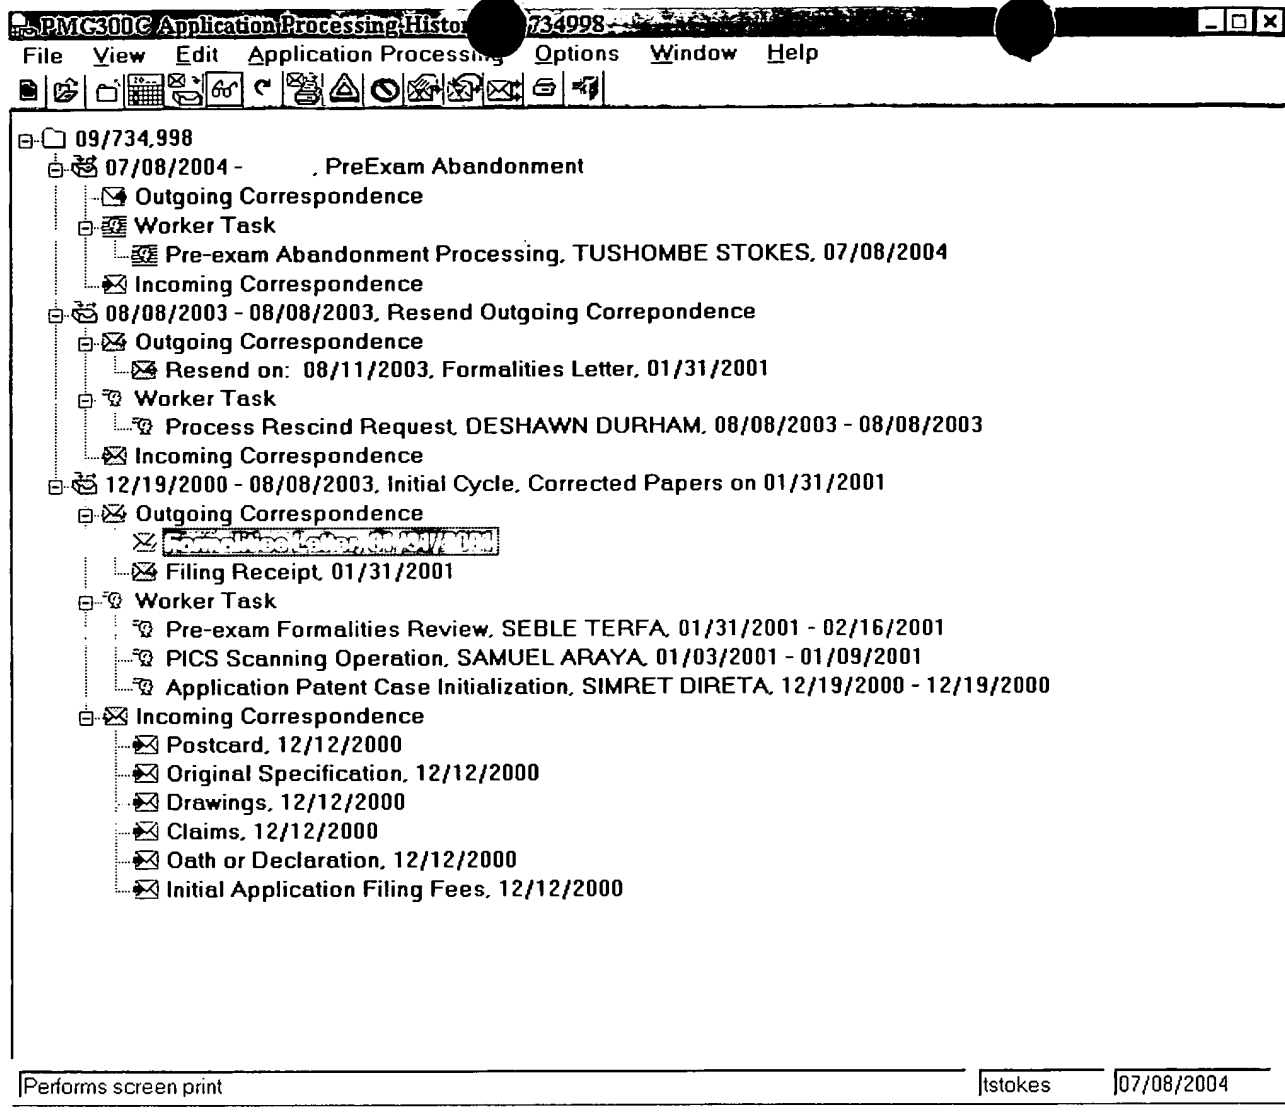 PMG300G Application Processing-Histo 734998
File View Edit Application Processing Options Window Help
09/734,998
07/08/2004 - , PreExam Abandonment
Outgoing Correspondence
Worker Task
Pre-exam Abandonment Processing, TUSHOMBE STOKES, 07/08/2004
Incoming Correspondence
08/08/2003 - 08/08/2003, Resend Outgoing Correpondence
Outgoing Correspondence
Resend on: 08/11/2003, Formalities Letter, 01/31/2001
Worker Task
Process Rescind Request, DESHAWN DURHAM, 08/08/2003 - 08/08/2003
Incoming Correspondence
12/19/2000 - 08/08/2003, Initial Cycle, Corrected Papers on 01/31/2001
Outgoing Correspondence
Formalities Letter, 01/31/2001
Filing Receipt, 01/31/2001
Worker Task
Pre-exam Formalities Review, SEBLE TERFA, 01/31/2001 - 02/16/2001
PICS Scanning Operation, SAMUEL ARAYA, 01/03/2001 - 01/09/2001
Application Patent Case Initialization, SIMRET DIRETA, 12/19/2000 - 12/19/2000
Incoming Correspondence
Postcard, 12/12/2000
Original Specification, 12/12/2000
Drawings, 12/12/2000
Claims, 12/12/2000
Oath or Declaration, 12/12/2000
Initial Application Filing Fees, 12/12/2000
Performs screen print tstokes 07/08/2004